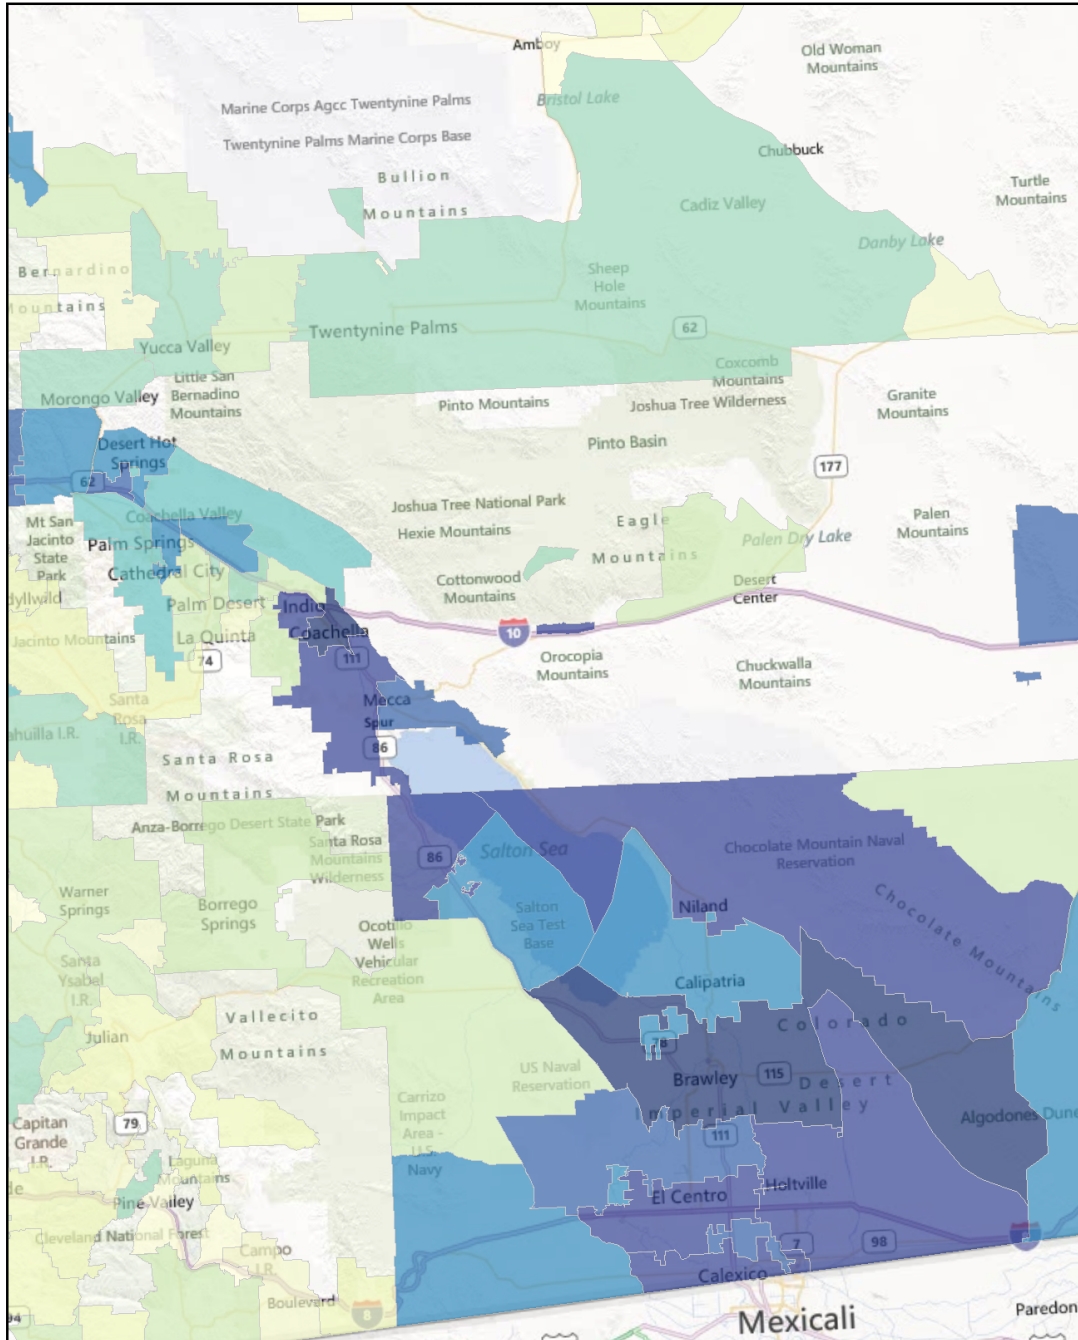 Amboy
Old Woman
Mountains
Marine Corps Agcc Twentynine Palms
Bristol Lake
Twentynine Palms Marine Corps Base
Chubbuck
Bullion
Mountains
Turtle
Mountains
Cadiz Valley
Danby Lake
Bernardino
Mountains
Sheep
Hole
Mountains
Twentynine Palms
62
Yucca Valley
Little San
Bernadino
Mountains
Coxcomb
Mountains
Morongo Valley
Pinto Mountains
Joshua Tree Wilderness
Granite
Mountains
Desert Hot
Springs
Pinto Basin
177
62
Joshua Tree National Park
Coachella Valley
Eagle
Mountains
Palen
Mountains
Mt San
Jacinto
State
Park
Hexie Mountains
Palen Dry Lake
Palm Springs
Cathedral City
Cottonwood
Mountains
Desert
Center
dyllwild
Palm Desert
Indio
Jacinto Mountains
La Quinta
Coachella
10
74
111
Orocopia
Mountains
Chuckwalla
Mountains
Santa
Rosa
I.R.
Mecca
Spur
ahuilla I.R.
86
Santa Rosa
Mountains
Anza-Borrego Desert State Park
Santa Rosa
Mountains
Wilderness
86
Salton Sea
Chocolate Mountain Naval
Reservation
Warner
Springs
Borrego
Springs
Salton
Sea Test
Base
Niland
Chocolate Mountains
Ocotillo
Wells
Vehicular
Recreation
Area
Santa
Ysabel
I.R.
Calipatria
Vallecito
Mountains
Julian
Colorado
Desert
78
US Naval
Reservation
Brawley
115
Imperial Valley
Carrizo
Impact
Area -
U.S.
Navy
Algodones Dune
Capitan
Grande
I.R.
79
111
Laguna
Mountains
Pine Valley
El Centro
Holtville
Cleveland National Forest
Campo
I.R.
7
98
Calexico
Boulevard
8
94
Mexicali
Paredon